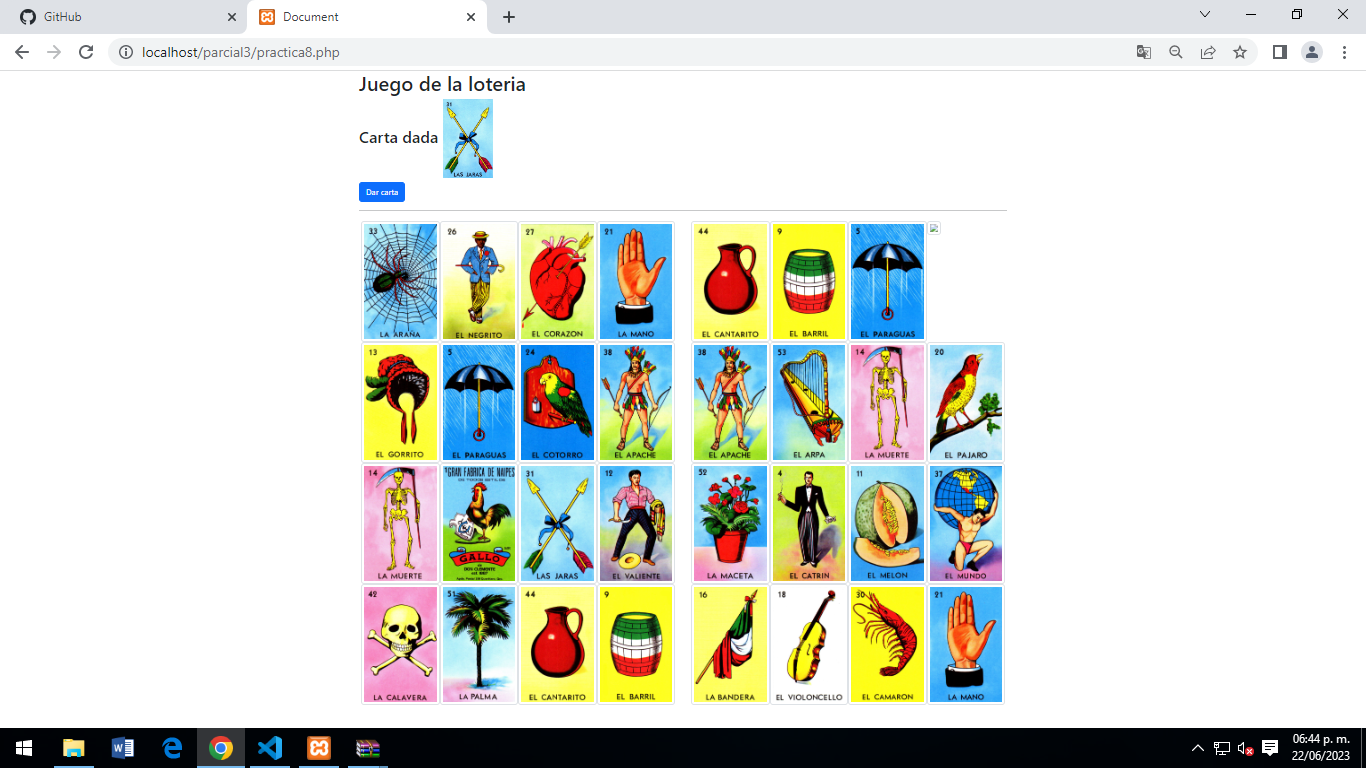 GitHub
Document
localhost/parcial3/practica8.php
Juego de la loteria
Carta dada
31
LAS JARAS
Dar carta
33 26 27 21 44 9 5
LA ARAÑA EL NEGRITO EL CORAZON LA MANO EL CANTARITO EL BARRIL EL PARAGUAS
13 5 24 38 38 53 14 20
EL GORRITO EL PARAGUAS EL COTORRO EL APACHE EL APACHE EL ARPA LA MUERTE EL PAJARO
14 GRAN FABRICA DE NAIPES 31 12 52 4 11 37
GALLO
DON CLEMENTE
LA MUERTE LAS JARAS EL VALIENTE LA MACETA EL CATRIN EL MELON EL MUNDO
42 51 44 9 16 18 30 21
LA CALAVERA LA PALMA EL CANTARITO EL BARRIL LA BANDERA EL VIOLONCELLO EL CAMARON LA MANO
06:44 p. m.
22/06/2023